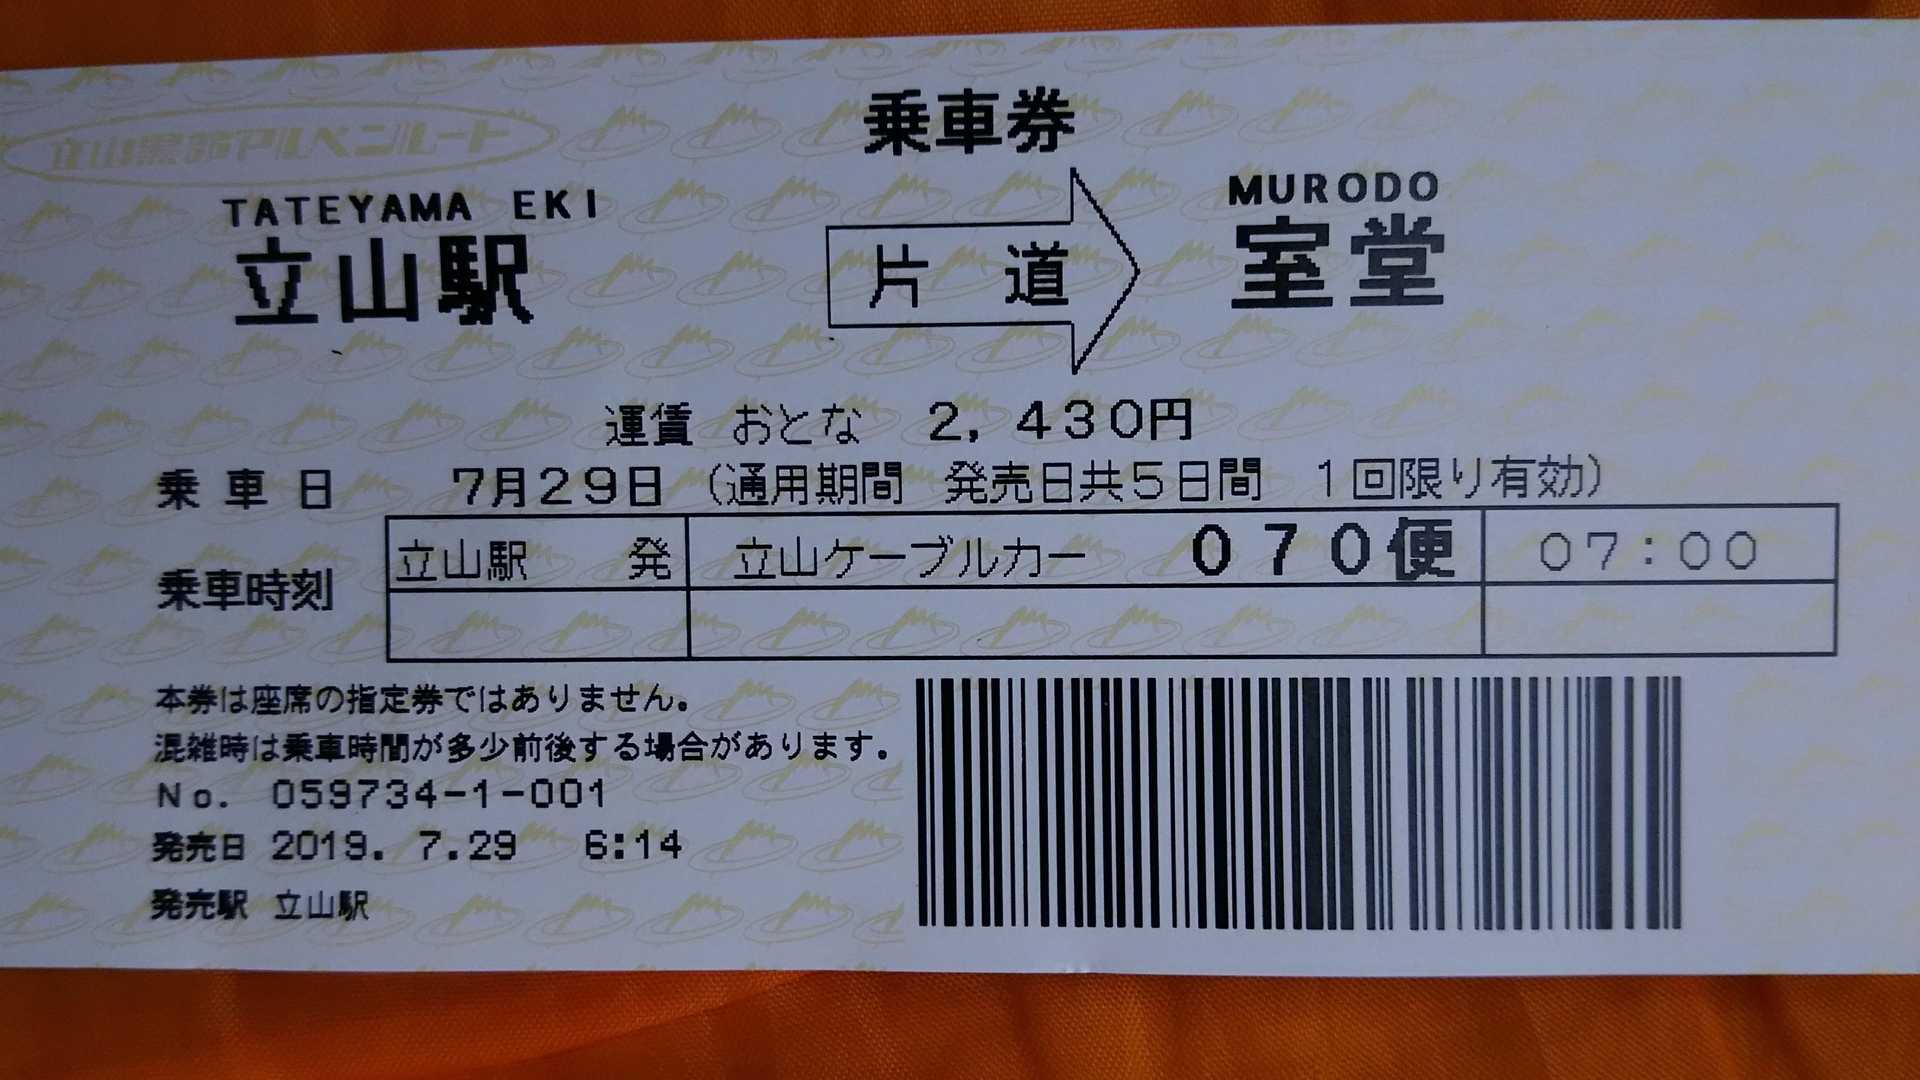 乗車券
立山黒部アルペンルート
TATEYAMA EKI
MURODO
立山駅 片道 室堂
運賃 おとな 2,430円
乗車日 7月29日 (通用期間 発売日共5日間 1回限り有効)
乗車時刻 立山駅 発 立山ケーブルカー 070便 07:00
本券は座席の指定券ではありません。
混雑時は乗車時間が多少前後する場合があります。
No. 059734-1-001
発売日 2019. 7.29 6:14
発売駅 立山駅